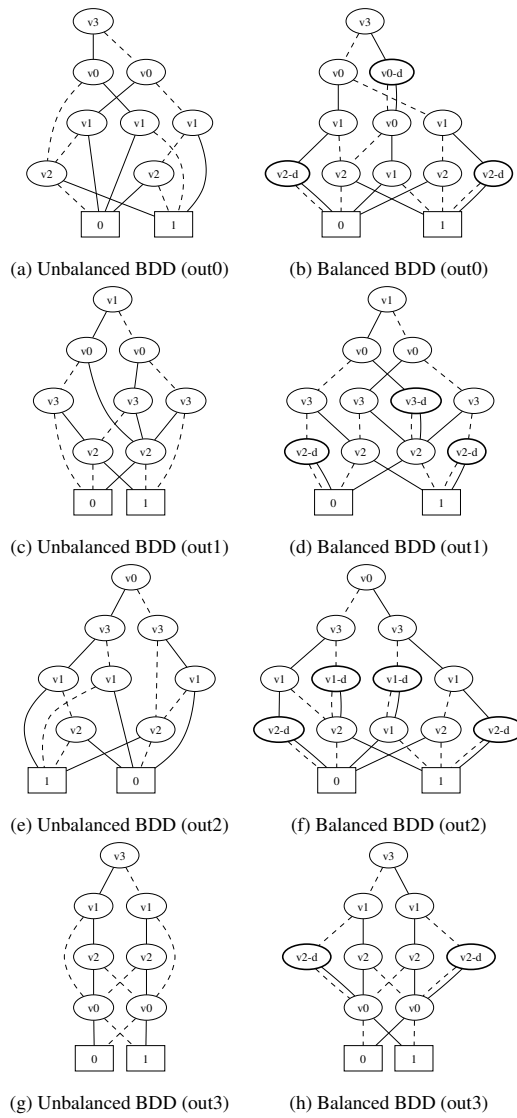 v3
v0 v0
v1 v1 v1
v2 v2
0 1
(a) Unbalanced BDD (out0)
v3
v0 v0-d
v1 v0 v1
v2-d v2 v1 v2 v2-d
0 1
(b) Balanced BDD (out0)
v1
v0 v0
v3 v3 v3
v2 v2
0 1
(c) Unbalanced BDD (out1)
v1
v0 v0
v3 v3 v3-d v3
v2-d v2 v2 v2-d
0 1
(d) Balanced BDD (out1)
v0
v3 v3
v1 v1 v1
v2 v2
1 0
(e) Unbalanced BDD (out2)
v0
v3 v3
v1 v1-d v1-d v1
v2-d v2 v1 v2 v2-d
0 1
(f) Balanced BDD (out2)
v3
v1 v1
v2 v2
v0 v0
0 1
(g) Unbalanced BDD (out3)
v3
v1 v1
v2-d v2 v2 v2-d
v0 v0
0 1
(h) Balanced BDD (out3)